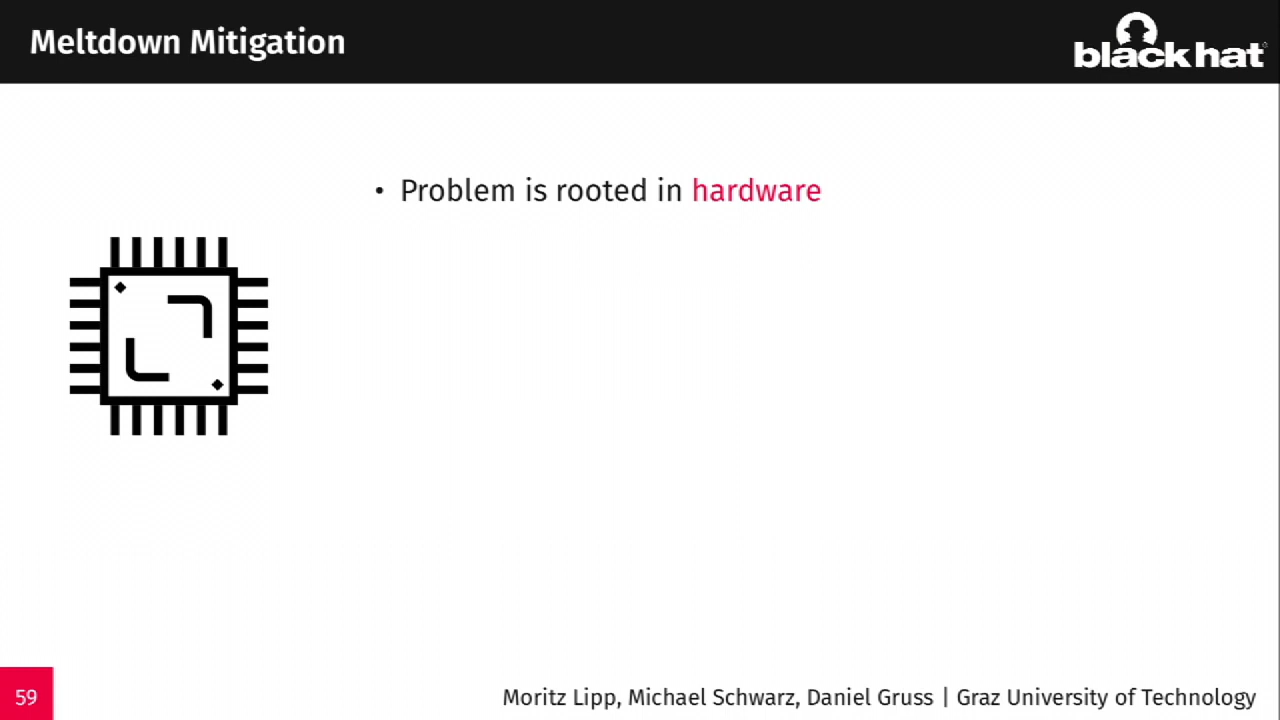 Meltdown Mitigation
black hat
• Problem is rooted in hardware
59
Moritz Lipp, Michael Schwarz, Daniel Gruss | Graz University of Technology